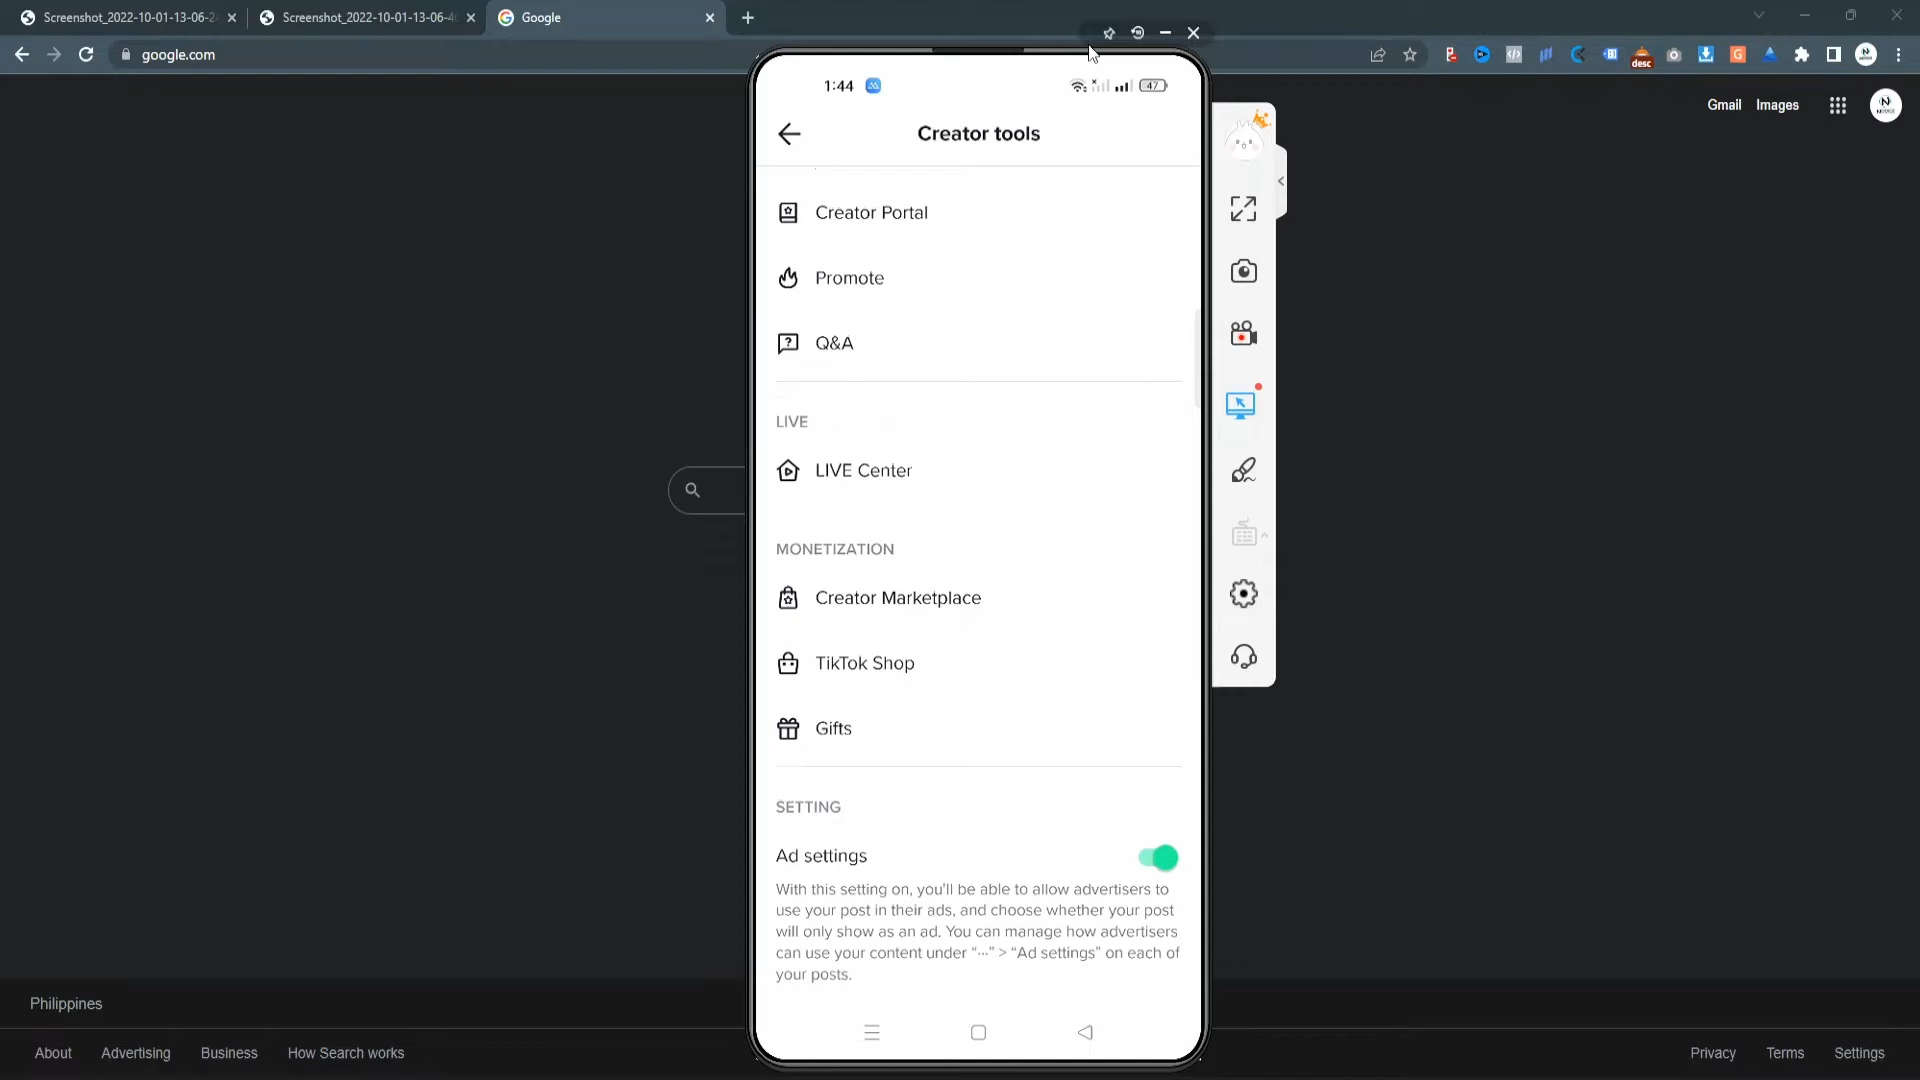 Screenshot_2022-10-01-13-06-2
Screenshot_2022-10-01-13-06-4
Google
google.com
desc
Gmail
Images
1:44
47
Creator tools
Creator Portal
Promote
Q&A
LIVE
LIVE Center
MONETIZATION
Creator Marketplace
TikTok Shop
Gifts
SETTING
Ad settings
With this setting on, you'll be able to allow advertisers to
use your post in their ads, and choose whether your post
will only show as an ad. You can manage how advertisers
can use your content under “···” > “Ad settings” on each of
your posts.
Philippines
About
Advertising
Business
How Search works
Privacy
Terms
Settings